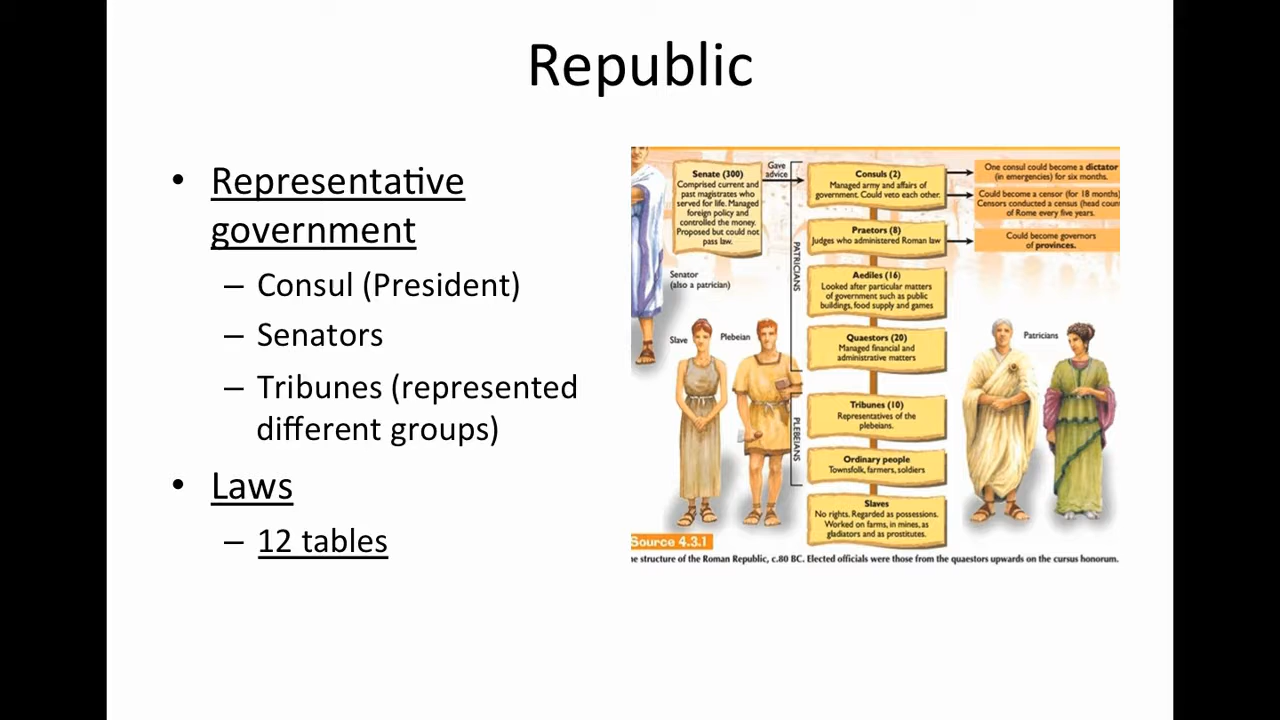 Republic
• Representative
government
– Consul (President)
– Senators
– Tribunes (represented
different groups)
• Laws
– 12 tables
Senate (300)
Comprised current and
past magistrates who
served for life. Managed
foreign policy and
controlled the money.
Proposed but could not
pass law.
Gave
advice
Consuls (2)
Managed army and affairs of
government. Could veto each other.
One consul could become a dictator
(in emergencies) for six months.
Could become a censor (for 18 months)
Censors conducted a census (head coun
of Rome every five years.
Praetors (8)
Judges who administered Roman law
Could become governors
of provinces.
PATRICIANS
Senator
(also a patrician)
Aediles (16)
Looked after particular matters
of government such as public
buildings, food supply and games
Slave
Plebeian
Quaestors (20)
Managed financial and
administrative matters
Patricians
Tribunes (10)
Representatives of the
plebeians.
PLEBEIANS
Ordinary people
Townsfolk, farmers, soldiers
Slaves
No rights. Regarded as possessions.
Worked on farms, in mines, as
gladiators and as prostitutes.
Source 4.3.1
e structure of the Roman Republic, c.80 BC. Elected officials were those from the quaestors upwards on the cursus honorum.